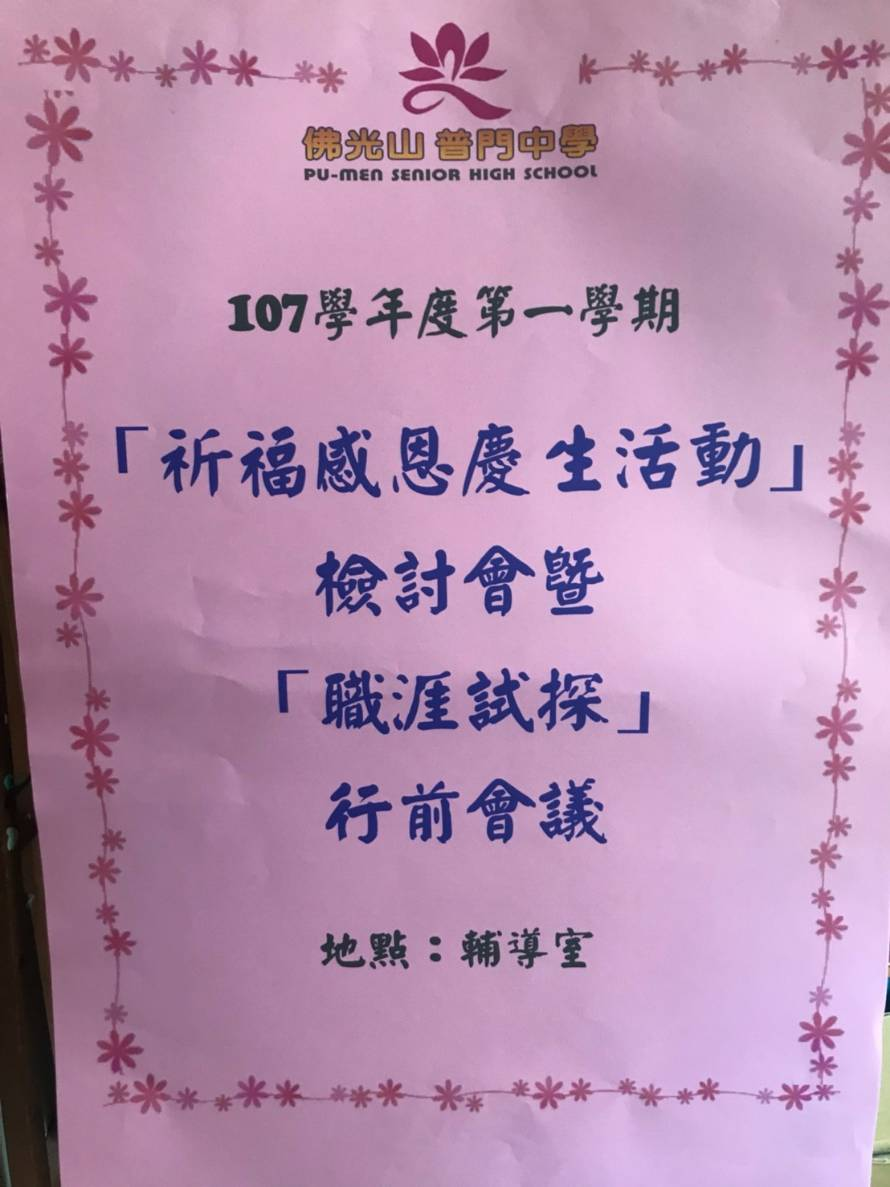 佛光山 普門中學
PU-MEN SENIOR HIGH SCHOOL
107學年度第一學期
「祈福感恩慶生活動」
檢討會暨
「職涯試探」
行前會議
地點：輔導室